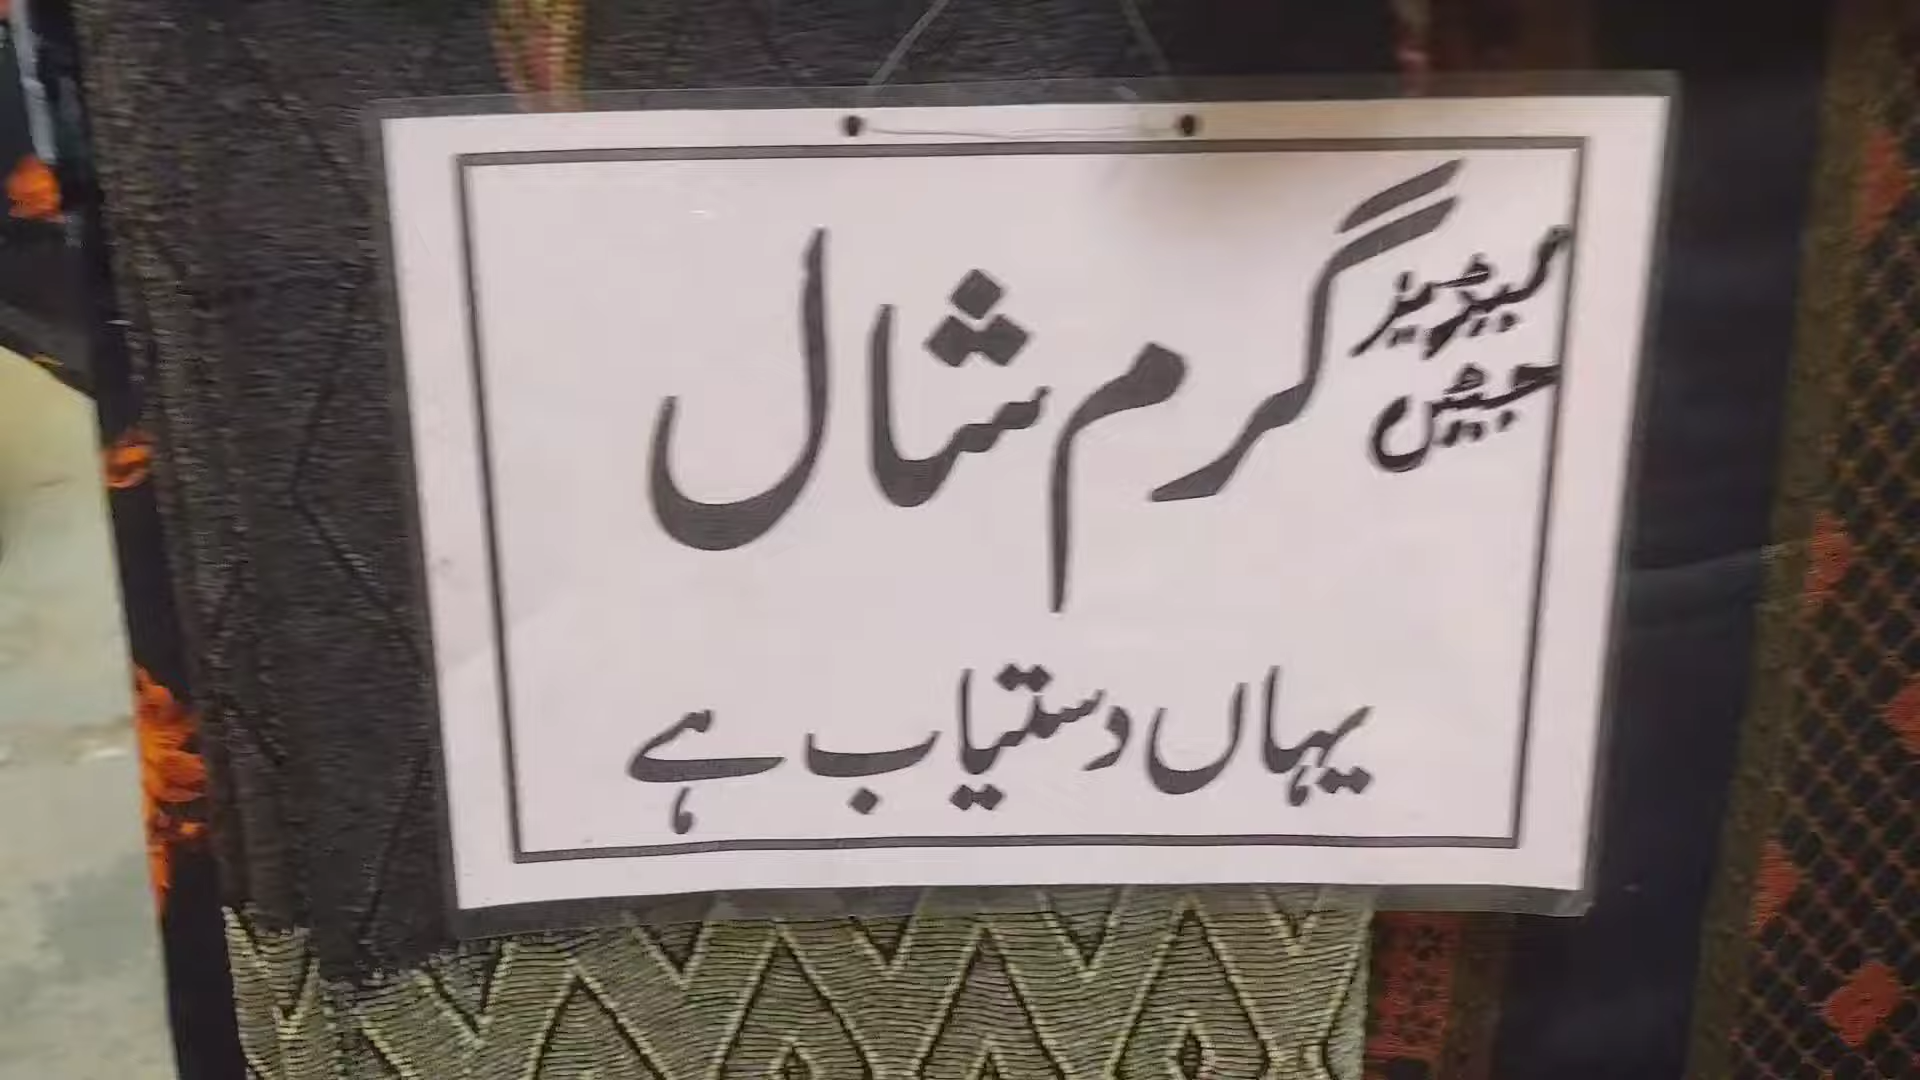 لیڈیز
جینٹس
گرم شال
یہاں دستیاب ہے